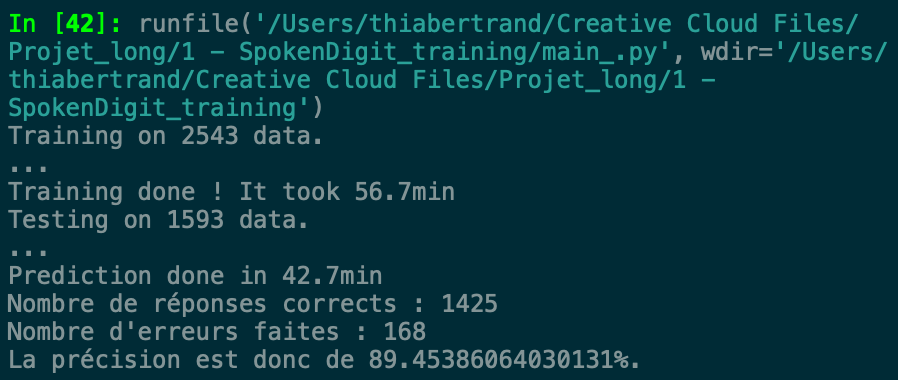 In [42]: runfile('/Users/thiabertrand/Creative Cloud Files/
Projet_long/1 - SpokenDigit_training/main_.py', wdir='/Users/
thiabertrand/Creative Cloud Files/Projet_long/1 -
SpokenDigit_training')
Training on 2543 data.
...
Training done ! It took 56.7min
Testing on 1593 data.
...
Prediction done in 42.7min
Nombre de réponses corrects : 1425
Nombre d'erreurs faites : 168
La précision est donc de 89.45386064030131%.